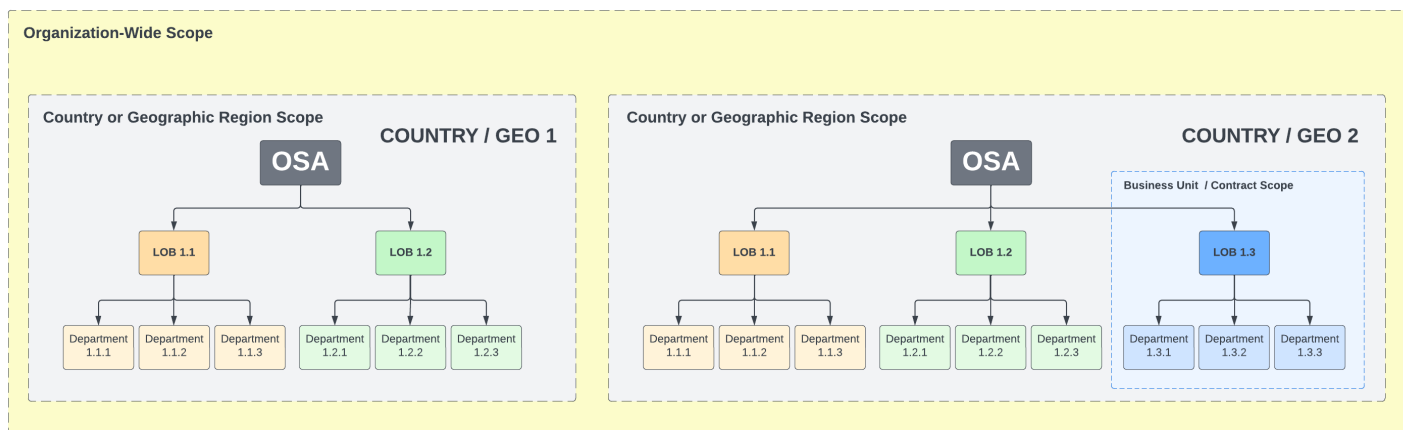 Organization-Wide Scope
Country or Geographic Region Scope
COUNTRY / GEO 1
OSA
LOB 1.1
LOB 1.2
Department
1.1.1
Department
1.1.2
Department
1.1.3
Department
1.2.1
Department
1.2.2
Department
1.2.3
Country or Geographic Region Scope
COUNTRY / GEO 2
OSA
Business Unit  / Contract Scope
LOB 1.1
LOB 1.2
LOB 1.3
Department
1.1.1
Department
1.1.2
Department
1.1.3
Department
1.2.1
Department
1.2.2
Department
1.2.3
Department
1.3.1
Department
1.3.2
Department
1.3.3